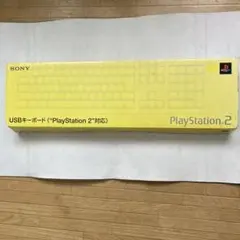 SONY
USBキーボード("PlayStation 2"対応)
PlayStation 2